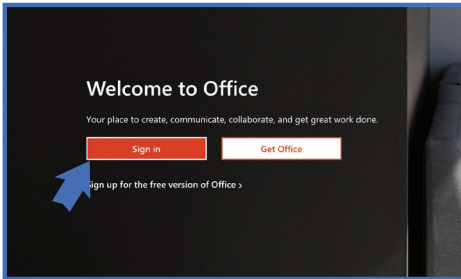 Welcome to Office
Your place to create, communicate, collaborate, and get great work done.
Sign in
Get Office
Sign up for the free version of Office >